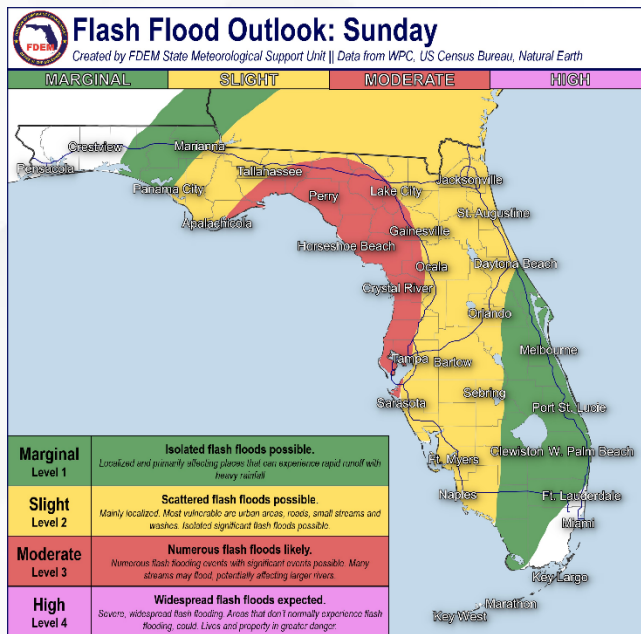 Flash Flood Outlook: Sunday
FDEM
Created by FDEM State Meteorological Support Unit || Data from WPC, US Census Bureau, Natural Earth
MARGINAL SLIGHT MODERATE HIGH
Crestview
Marianna
Pensacola
Tallahassee
Jacksonville
Panama City
Perry
Lake City
St. Augustine
Apalachicola
Gainesville
Horseshoe Beach
Ocala
Daytona Beach
Crystal River
Orlando
Tampa
Bartow
Melbourne
Sebring
Sarasota
Port St. Lucie
Clewiston W. Palm Beach
Ft. Myers
Naples
Ft. Lauderdale
Miami
Key Largo
Marathon
Key West
Marginal
Level 1
Isolated flash floods possible.
Localized and primarily affecting places that can experience rapid runoff with
heavy rainfall
Slight
Level 2
Scattered flash floods possible.
Mainly localized. Most vulnerable are urban areas, roads, small streams and
washes. Isolated significant flash floods possible.
Moderate
Level 3
Numerous flash floods likely.
Numerous flash flooding events with significant events possible. Many
streams may flood, potentially affecting larger rivers.
High
Level 4
Widespread flash floods expected.
Severe, widespread flash flooding. Areas that don't normally experience flash
flooding, could. Lives and property in greater danger.